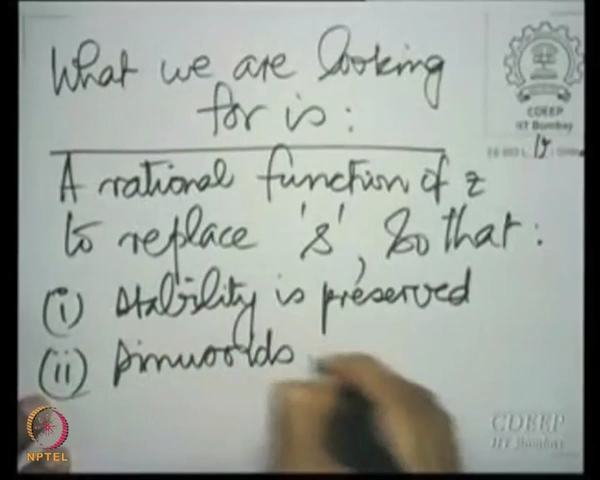 What we are looking
for is:
A rational function of z
to replace 's', so that:
(i) stability is preserved
(ii) sinusoids
CDEEP
IIT Bombay
NPTEL
CDEEP
IIT Bombay